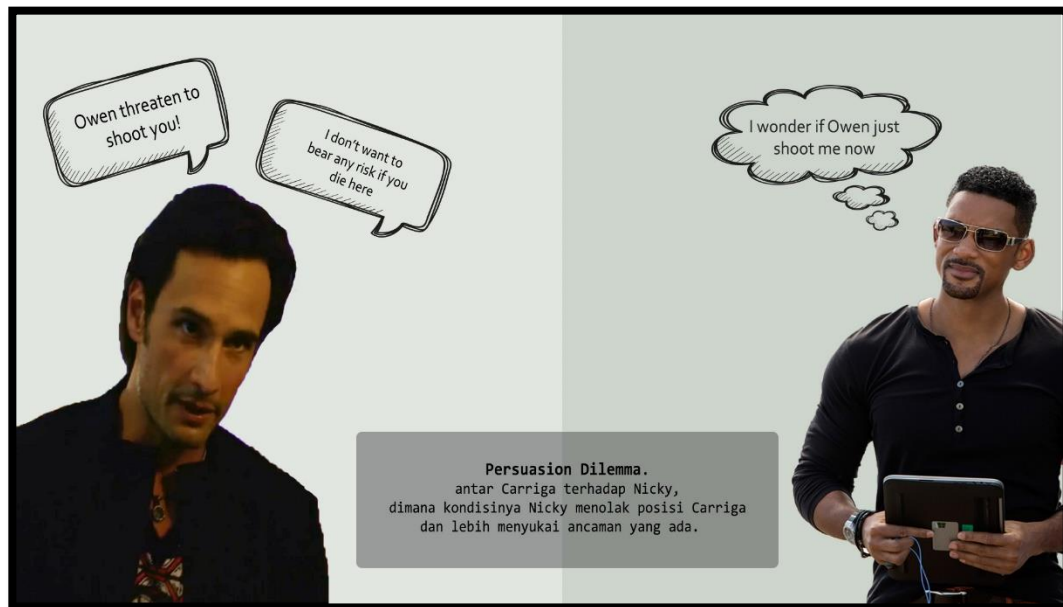 Owen threaten to
shoot you!
I don't want to
bear any risk if you
die here
I wonder if Owen just
shoot me now
Persuasion Dilemma.
antar Carriga terhadap Nicky,
dimana kondisinya Nicky menolak posisi Carriga
dan lebih menyukai ancaman yang ada.